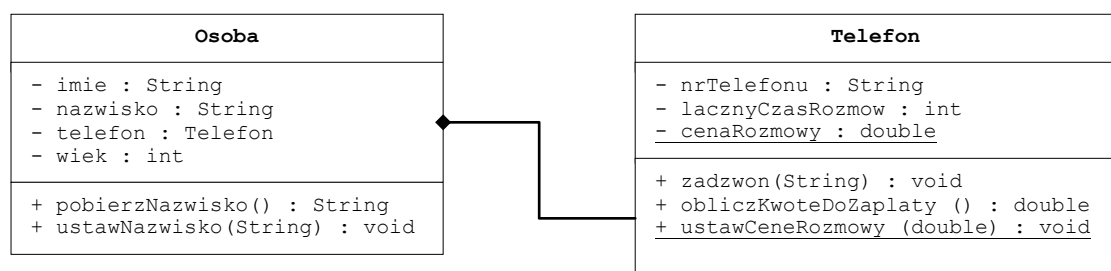 Osoba
- imie : String
- nazwisko : String
- telefon : Telefon
- wiek : int
+ pobierzNazwisko() : String
+ ustawNazwisko(String) : void
Telefon
- nrTelefonu : String
- lacznyCzasRozmow : int
- cenaRozmowy : double
+ zadzwon(String) : void
+ obliczKwoteDoZaplaty () : double
+ ustawCeneRozmowy (double) : void